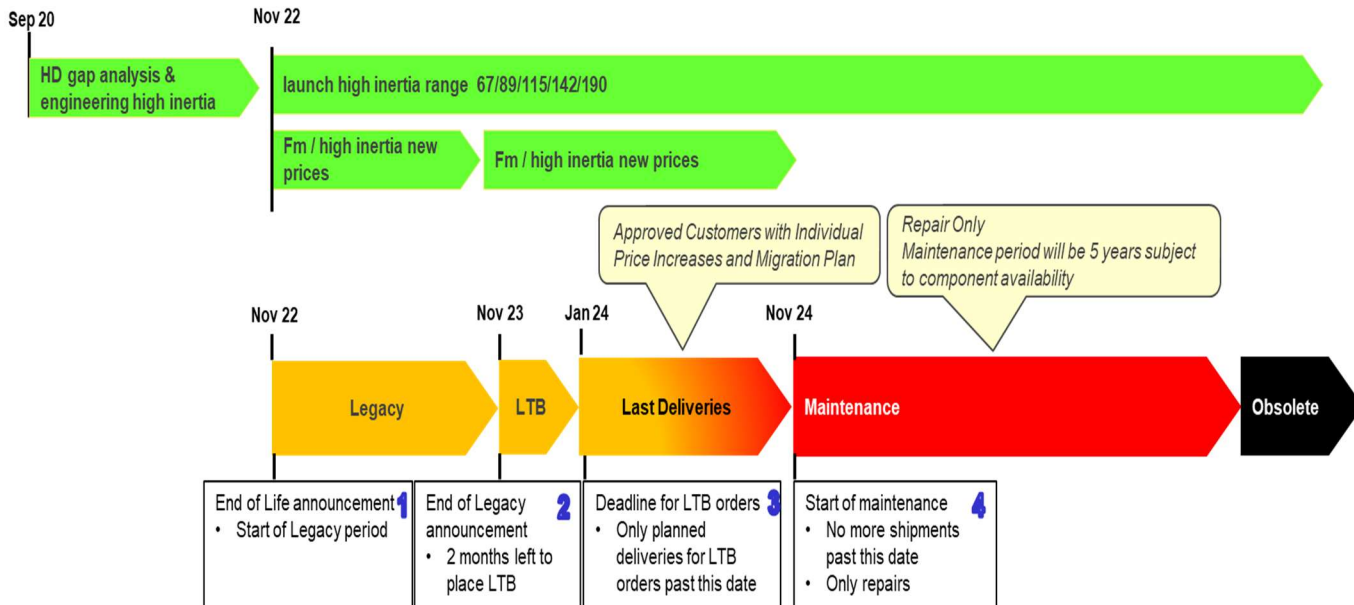 Sep 20
Nov 22
HD gap analysis &
engineering high inertia
launch high inertia range 67/89/115/142/190
Fm / high inertia new
prices
Fm / high inertia new prices
Approved Customers with Individual
Price Increases and Migration Plan
Repair Only
Maintenance period will be 5 years subject
to component availability
Nov 22
Nov 23
Jan 24
Nov 24
Legacy
LTB
Last Deliveries
Maintenance
Obsolete
End of Life announcement
• Start of Legacy period
1
End of Legacy
announcement
• 2 months left to
place LTB
2
Deadline for LTB orders
• Only planned
deliveries for LTB
orders past this date
3
Start of maintenance
• No more shipments
past this date
• Only repairs
4